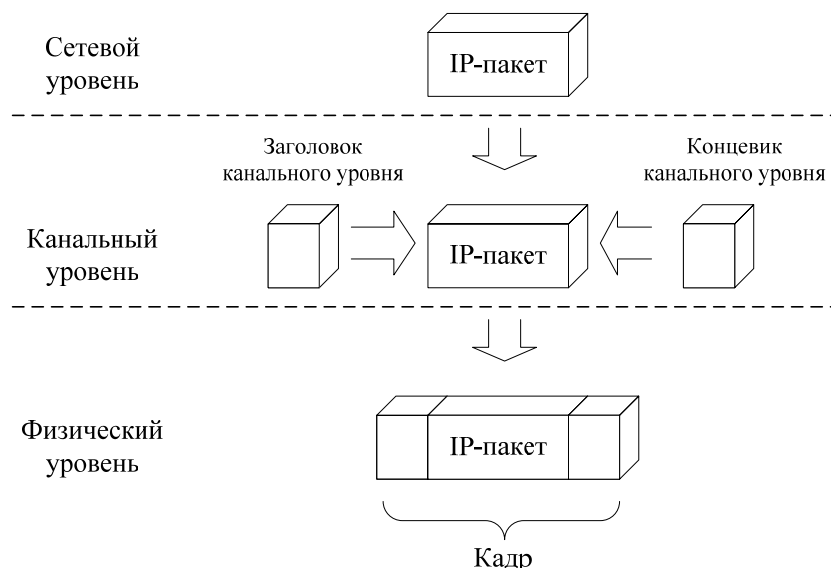 Сетевой
уровень
IP-пакет
Заголовок
канального уровня
Концевик
канального уровня
Канальный
уровень
IP-пакет
Физический
уровень
IP-пакет
Кадр